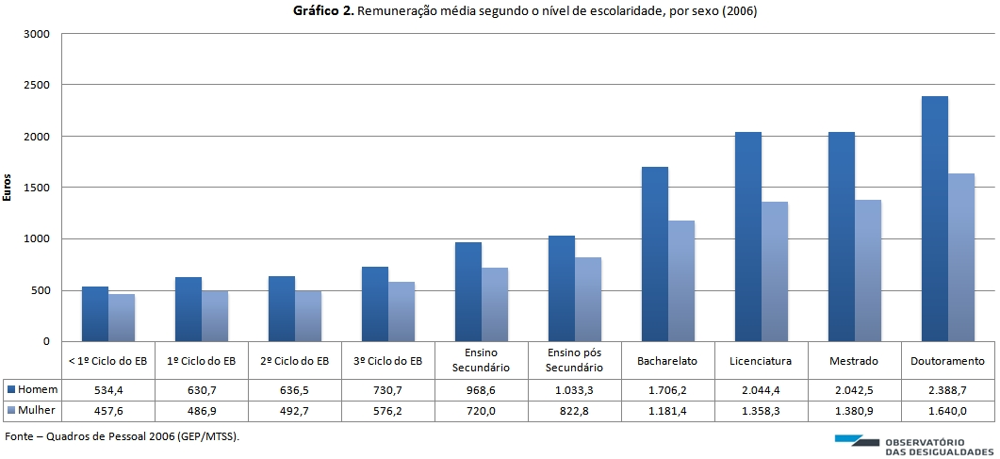 Gráfico 2. Remuneração média segundo o nível de escolaridade, por sexo (2006)
3000
2500
2000
1500
1000
500
0
Euros
< 1º Ciclo do EB 1º Ciclo do EB 2º Ciclo do EB 3º Ciclo do EB Ensino Secundário Ensino pós Secundário Bacharelato Licenciatura Mestrado Doutoramento
Homem 534,4 630,7 636,5 730,7 968,6 1.033,3 1.706,2 2.044,4 2.042,5 2.388,7
Mulher 457,6 486,9 492,7 576,2 720,0 822,8 1.181,4 1.358,3 1.380,9 1.640,0
Fonte – Quadros de Pessoal 2006 (GEP/MTSS).
OBSERVATÓRIO
DAS DESIGUALDADES